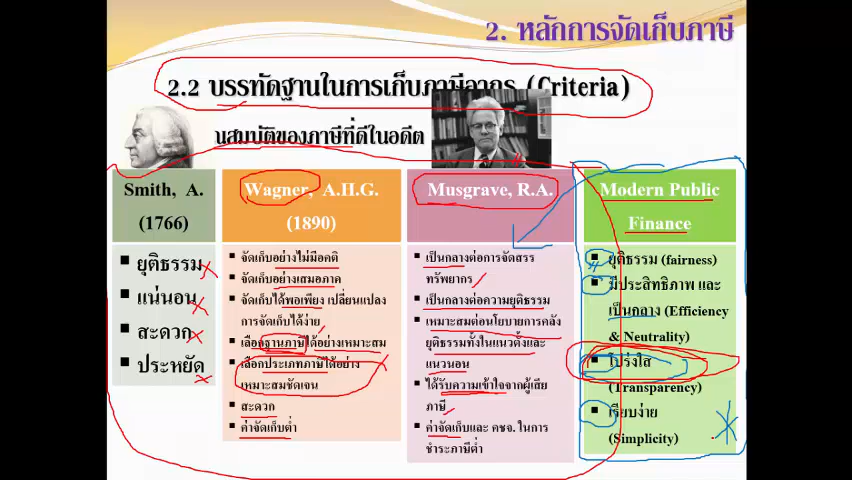 2. หลักการจัดเก็บภาษี
2.2 บรรทัดฐานในการเก็บภาษีอากร (Criteria)
นสมบัติของภาษีที่ดีในอดีต
Smith, A.
(1766)
ยุติธรรม
แน่นอน
สะดวก
ประหยัด
Wagner, A.H.G.
(1890)
จัดเก็บอย่างไม่มีอคติ
จัดเก็บอย่างเสมอภาค
จัดเก็บได้พอเพียง เปลี่ยนแปลง
การจัดเก็บได้ง่าย
เลือกฐานภาษีได้อย่างเหมาะสม
เลือกประเภทภาษีได้อย่าง
เหมาะสมชัดเจน
สะดวก
ค่าจัดเก็บต่ำ
Musgrave, R.A.
เป็นกลางต่อการจัดสรร
ทรัพยากร
เป็นกลางต่อความยุติธรรม
เหมาะสมต่อนโยบายการคลัง
ยุติธรรมทั้งในแนวตั้งและ
แนวนอน
ได้รับความเข้าใจจากผู้เสีย
ภาษี
ค่าจัดเก็บและ คชจ. ในการ
ชำระภาษีต่ำ
Modern Public
Finance
ยุติธรรม (fairness)
มีประสิทธิภาพ และ
เป็นกลาง (Efficiency
& Neutrality)
โปร่งใส
(Transparency)
เรียบง่าย
(Simplicity)